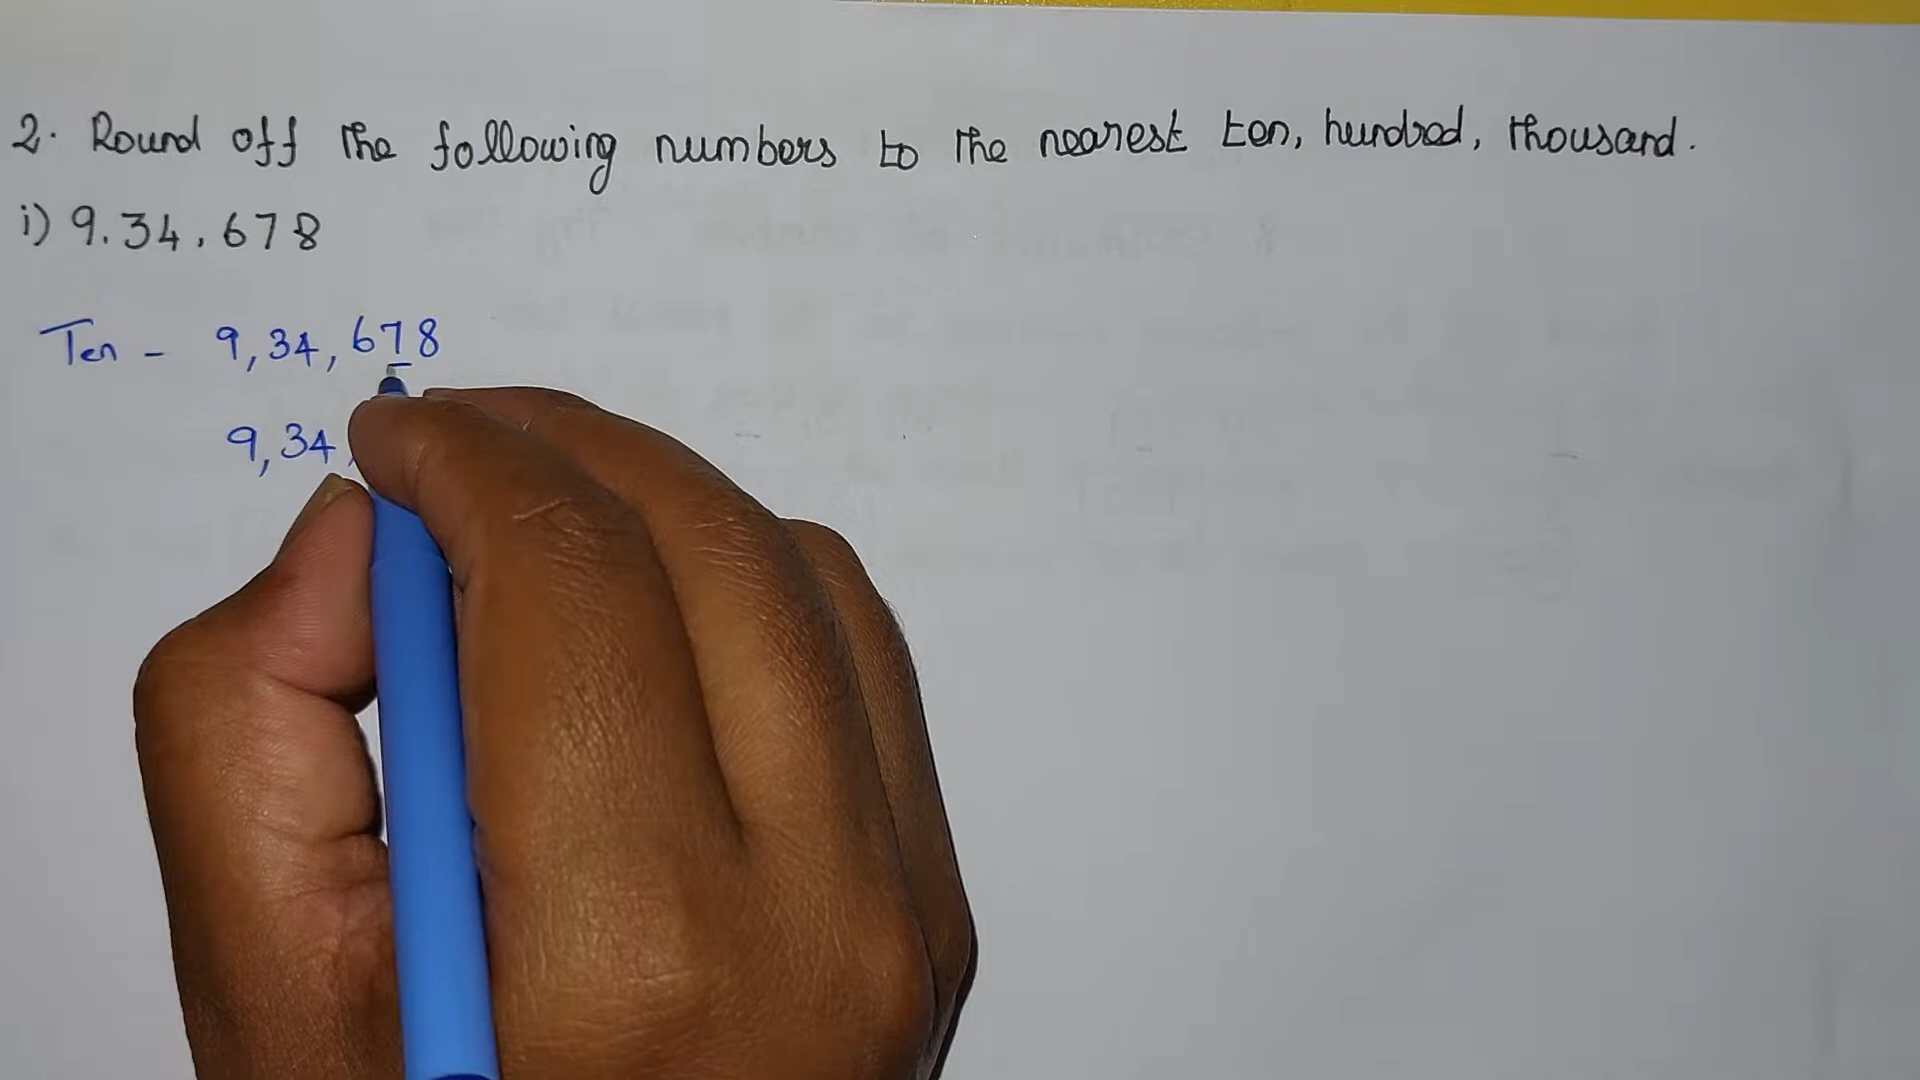 2. Round off the following numbers to the nearest ten, hundred, thousand.
i) 9.34,678
Ten - 9,34,678
9,34,